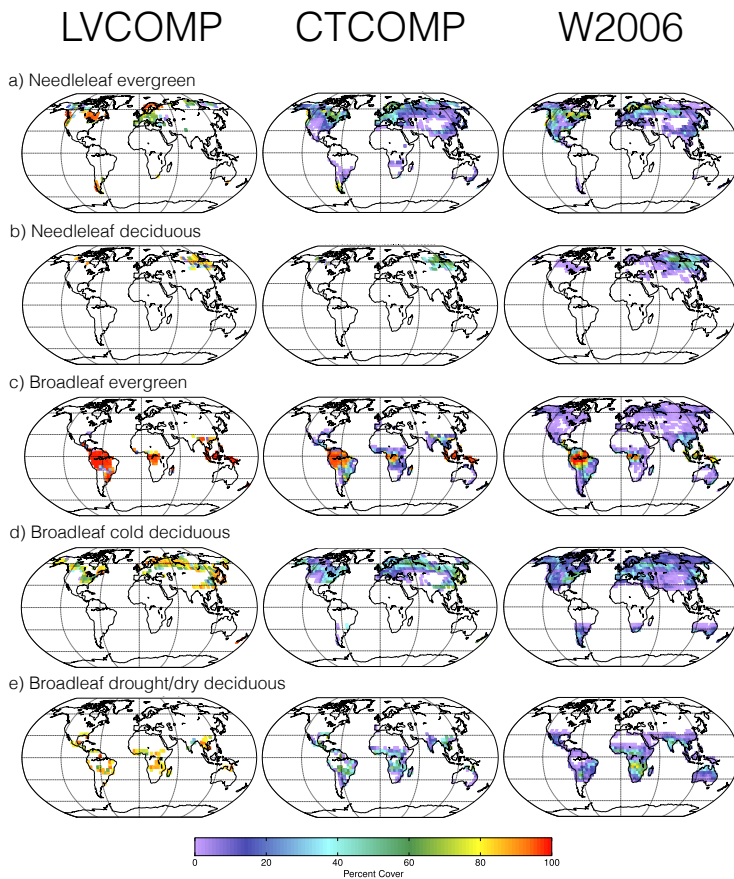 LVCOMP CTCOMP W2006
a) Needleleaf evergreen
b) Needleleaf deciduous
c) Broadleaf evergreen
d) Broadleaf cold deciduous
e) Broadleaf drought/dry deciduous
0 20 40 60 80 100
Percent Cover